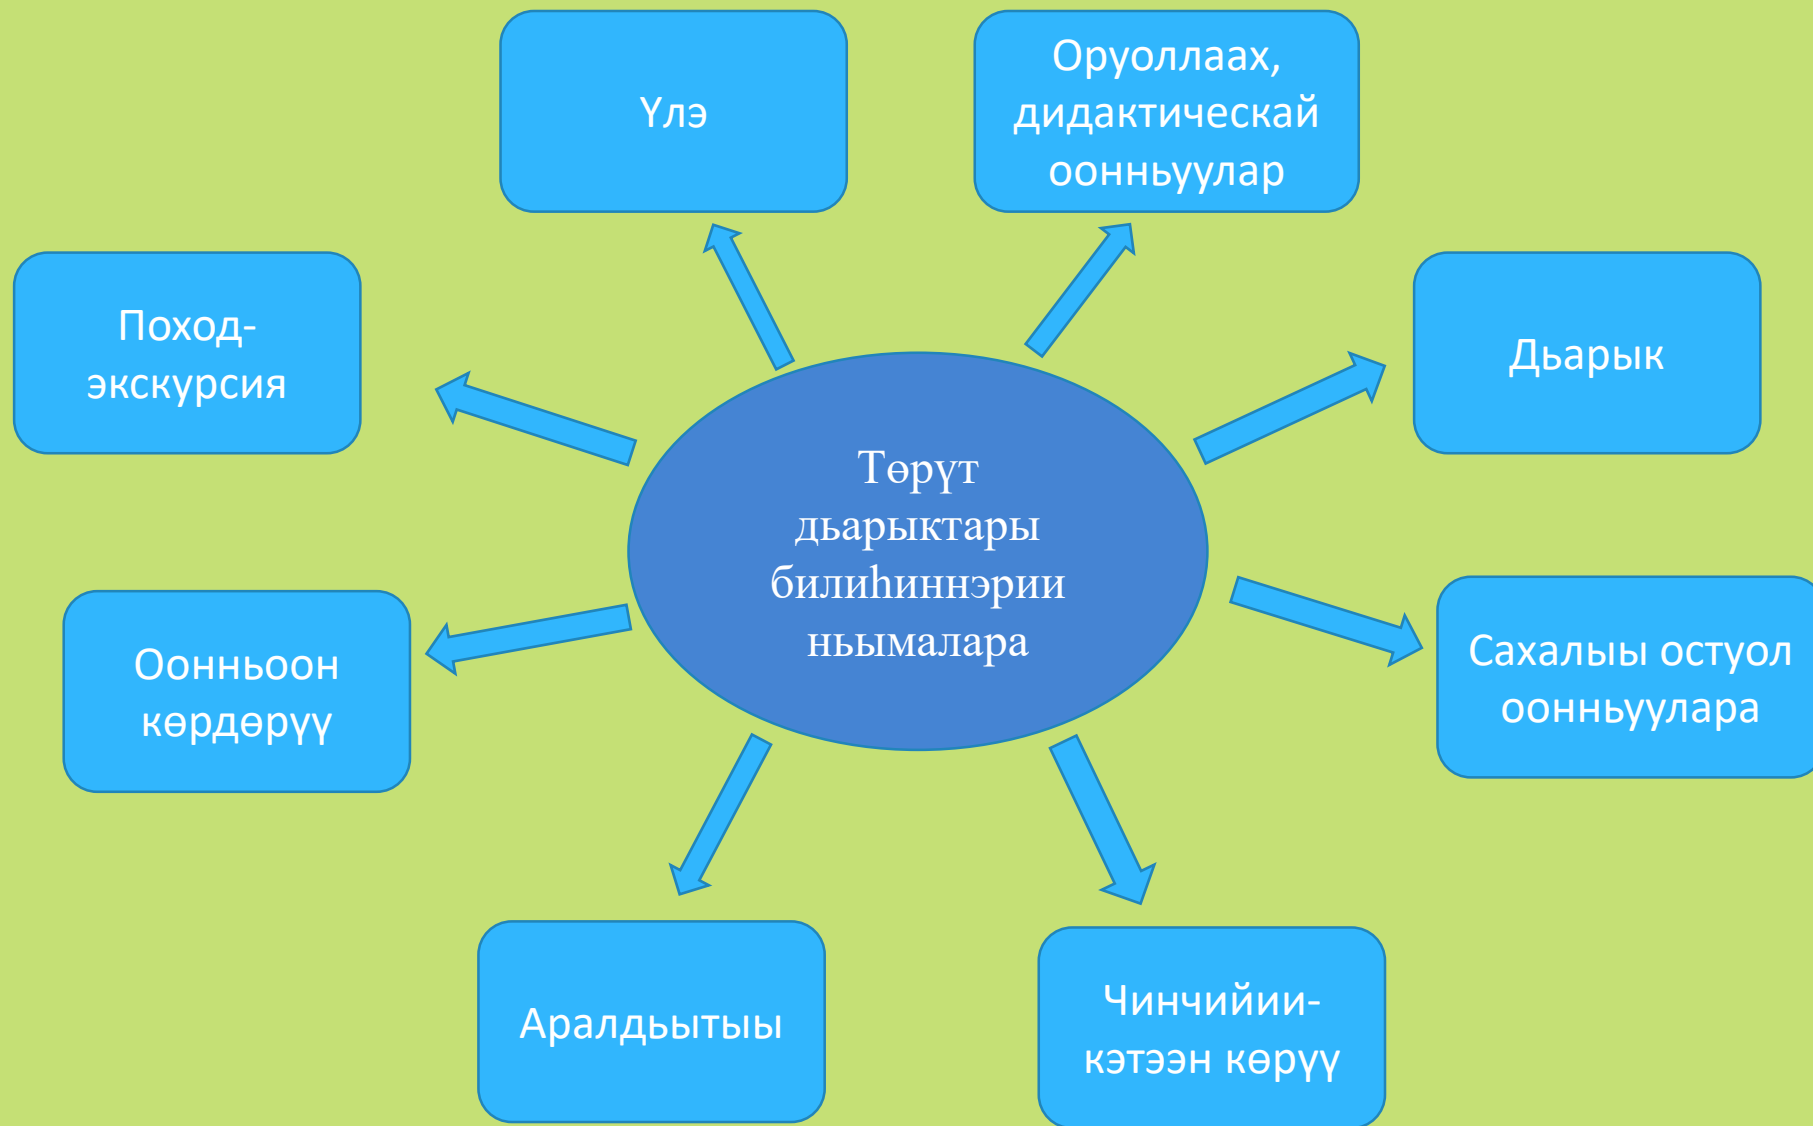 Үлэ
Оруоллаах,
дидактическай
оонньуулар
Поход-
экскурсия
Дьарык
Төрүт
дьарыктары
билиһиннэрии
ньымалара
Оонньоон
көрдөрүү
Сахалыы остуол
оонньуулара
Аралдьытыы
Чинчийии-
кэтээн көрүү